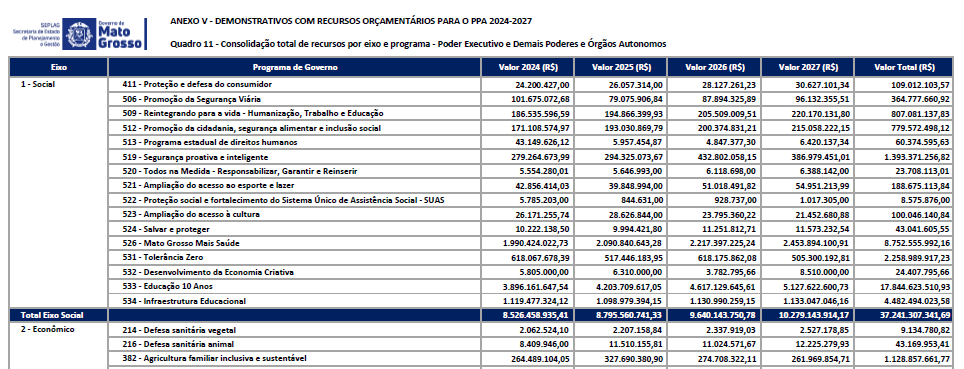 SEPLAG
Secretaria de Estado
de Planejamento
e Gestão
Governo de
Mato
Grosso
ANEXO V - DEMONSTRATIVOS COM RECURSOS ORÇAMENTÁRIOS PARA O PPA 2024-2027
Quadro 11 - Consolidação total de recursos por eixo e programa - Poder Executivo e Demais Poderes e Órgãos Autonomos
Eixo Programa de Governo Valor 2024 (R$) Valor 2025 (R$) Valor 2026 (R$) Valor 2027 (R$) Valor Total (R$)
1 - Social 411 - Proteção e defesa do consumidor 24.200.427,00 26.057.314,00 28.127.261,23 30.627.101,34 109.012.103,57
506 - Promoção da Segurança Viária 101.675.072,68 79.075.906,84 87.894.325,89 96.132.355,51 364.777.660,92
509 - Reintegrando para a vida - Humanização, Trabalho e Educação 186.535.596,59 194.866.399,93 205.509.009,51 220.170.131,80 807.081.137,83
512 - Promoção da cidadania, segurança alimentar e inclusão social 171.108.574,97 193.030.869,79 200.374.831,21 215.058.222,15 779.572.498,12
513 - Programa estadual de direitos humanos 43.149.626,12 5.957.454,87 4.847.377,30 6.420.137,34 60.374.595,63
519 - Segurança proativa e inteligente 279.264.673,99 294.325.073,67 432.802.058,15 386.979.451,01 1.393.371.256,82
520 - Todos na Medida - Responsabilizar, Garantir e Reinserir 5.554.280,01 5.646.993,00 6.118.698,00 6.388.142,00 23.708.113,01
521 - Ampliação do acesso ao esporte e lazer 42.856.414,03 39.848.994,00 51.018.491,82 54.951.213,99 188.675.113,84
522 - Proteção social e fortalecimento do Sistema Único de Assistência Social - SUAS 5.785.203,00 844.631,00 928.737,00 1.017.305,00 8.575.876,00
523 - Ampliação do acesso à cultura 26.171.255,74 28.626.844,00 23.795.360,22 21.452.680,88 100.046.140,84
524 - Salvar e proteger 10.222.138,50 9.994.421,80 11.251.812,71 11.573.232,54 43.041.605,55
526 - Mato Grosso Mais Saúde 1.990.424.022,73 2.090.840.643,28 2.217.397.225,24 2.453.894.100,91 8.752.555.992,16
531 - Tolerância Zero 618.067.678,39 517.446.183,95 618.175.862,08 505.300.192,81 2.258.989.917,23
532 - Desenvolvimento da Economia Criativa 5.805.000,00 6.310.000,00 3.782.795,66 8.510.000,00 24.407.795,66
533 - Educação 10 Anos 3.896.161.647,54 4.203.709.617,05 4.617.129.645,61 5.127.622.600,73 17.844.623.510,93
534 - Infraestrutura Educacional 1.119.477.324,12 1.098.979.394,15 1.130.990.259,15 1.133.047.046,16 4.482.494.023,58
Total Eixo Social 8.526.458.935,41 8.795.560.741,33 9.640.143.750,78 10.279.143.914,17 37.241.307.341,69
2 - Econômico 214 - Defesa sanitária vegetal 2.062.524,10 2.207.158,84 2.337.919,03 2.527.178,85 9.134.780,82
216 - Defesa sanitária animal 8.409.946,00 11.510.155,81 11.024.571,67 12.225.279,93 43.169.953,41
382 - Agricultura familiar inclusiva e sustentável 264.489.104,05 327.690.380,90 274.708.322,11 261.969.854,71 1.128.857.661,77